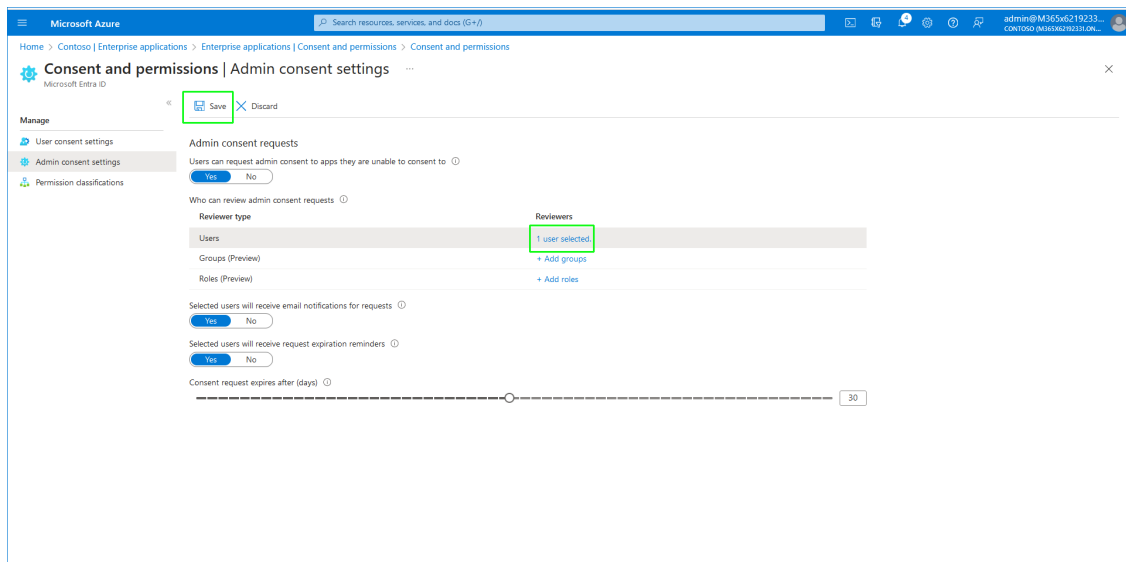 Microsoft Azure
Search resources, services, and docs (G+/)
4
admin@M365x6219233...
CONTOSO (M365X62192331.ON...
Home > Contoso | Enterprise applications > Enterprise applications | Consent and permissions > Consent and permissions
Consent and permissions | Admin consent settings ...
Microsoft Entra ID
Save
Discard
Manage
User consent settings
Admin consent settings
Permission classifications
Admin consent requests
Users can request admin consent to apps they are unable to consent to
Yes No
Who can review admin consent requests
Reviewer type Reviewers
Users 1 user selected.
Groups (Preview) + Add groups
Roles (Preview) + Add roles
Selected users will receive email notifications for requests
Yes No
Selected users will receive request expiration reminders
Yes No
Consent request expires after (days)
30